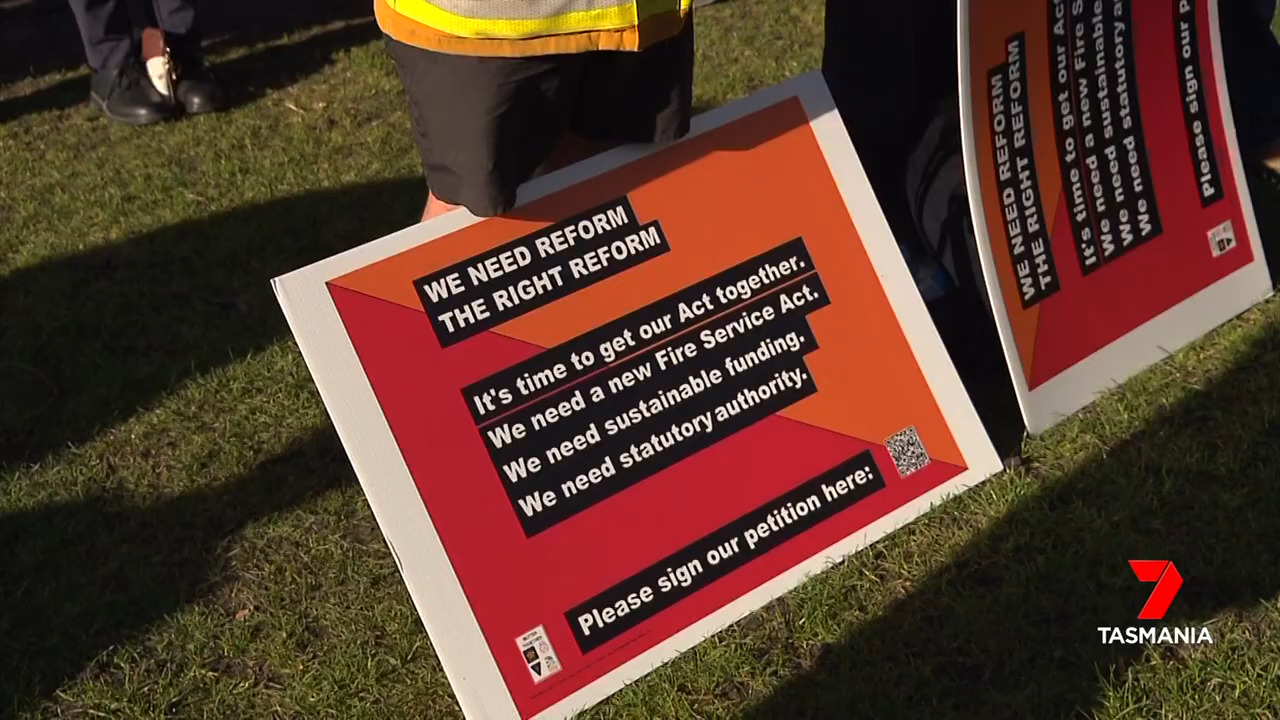 WE NEED REFORM
THE RIGHT REFORM
It's time to get our Act together.
We need a new Fire Service Act.
We need sustainable funding.
We need statutory authority.
Please sign our petition here:
BETTER
TOGETHER
WE NEED REFORM
THE RIGHT REFORM
It's time to get our Act
We need a new Fire S
We need sustainable
We need statutory
Please sign our p
7
TASMANIA